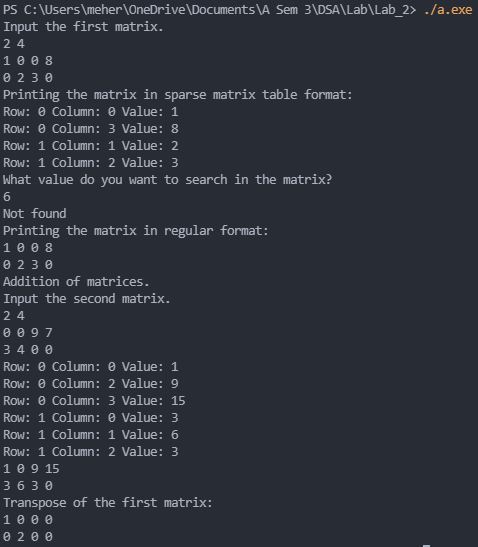 PS C:\Users\meher\OneDrive\Documents\A Sem 3\DSA\Lab\Lab_2> ./a.exe
Input the first matrix.
2 4
1 0 0 8
0 2 3 0
Printing the matrix in sparse matrix table format:
Row: 0 Column: 0 Value: 1
Row: 0 Column: 3 Value: 8
Row: 1 Column: 1 Value: 2
Row: 1 Column: 2 Value: 3
What value do you want to search in the matrix?
6
Not found
Printing the matrix in regular format:
1 0 0 8
0 2 3 0
Addition of matrices.
Input the second matrix.
2 4
0 0 9 7
3 4 0 0
Row: 0 Column: 0 Value: 1
Row: 0 Column: 2 Value: 9
Row: 0 Column: 3 Value: 15
Row: 1 Column: 0 Value: 3
Row: 1 Column: 1 Value: 6
Row: 1 Column: 2 Value: 3
1 0 9 15
3 6 3 0
Transpose of the first matrix:
1 0 0 0
0 2 0 0